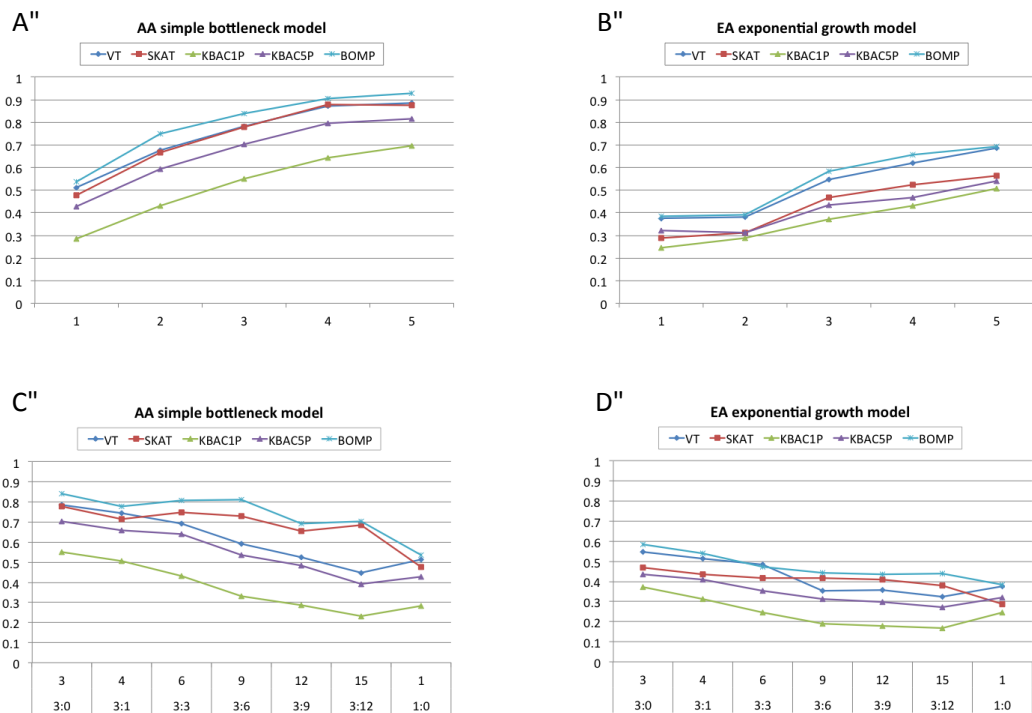 A"
AA simple bottleneck model
VT SKAT KBAC1P KBAC5P BOMP
1
0.9
0.8
0.7
0.6
0.5
0.4
0.3
0.2
0.1
0
1 2 3 4 5
B"
EA exponential growth model
VT SKAT KBAC1P KBAC5P BOMP
1
0.9
0.8
0.7
0.6
0.5
0.4
0.3
0.2
0.1
0
1 2 3 4 5
C"
AA simple bottleneck model
VT SKAT KBAC1P KBAC5P BOMP
1
0.9
0.8
0.7
0.6
0.5
0.4
0.3
0.2
0.1
0
3 4 6 9 12 15 1
3:0 3:1 3:3 3:6 3:9 3:12 1:0
D"
EA exponential growth model
VT SKAT KBAC1P KBAC5P BOMP
1
0.9
0.8
0.7
0.6
0.5
0.4
0.3
0.2
0.1
0
3 4 6 9 12 15 1
3:0 3:1 3:3 3:6 3:9 3:12 1:0